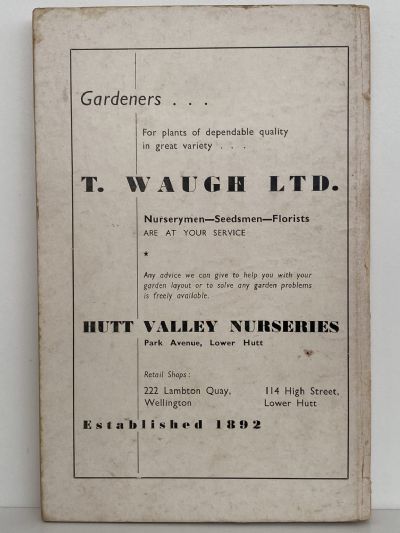 Gardeners . . .
For plants of dependable quality
in great variety . . .
T. WAUGH LTD.
Nurserymen—Seedsmen—Florists
ARE AT YOUR SERVICE
★
Any advice we can give to help you with your
garden layout or to solve any garden problems
is freely available.
HUTT VALLEY NURSERIES
Park Avenue, Lower Hutt
Retail Shops:
222 Lambton Quay, 114 High Street,
Wellington Lower Hutt
Established 1892